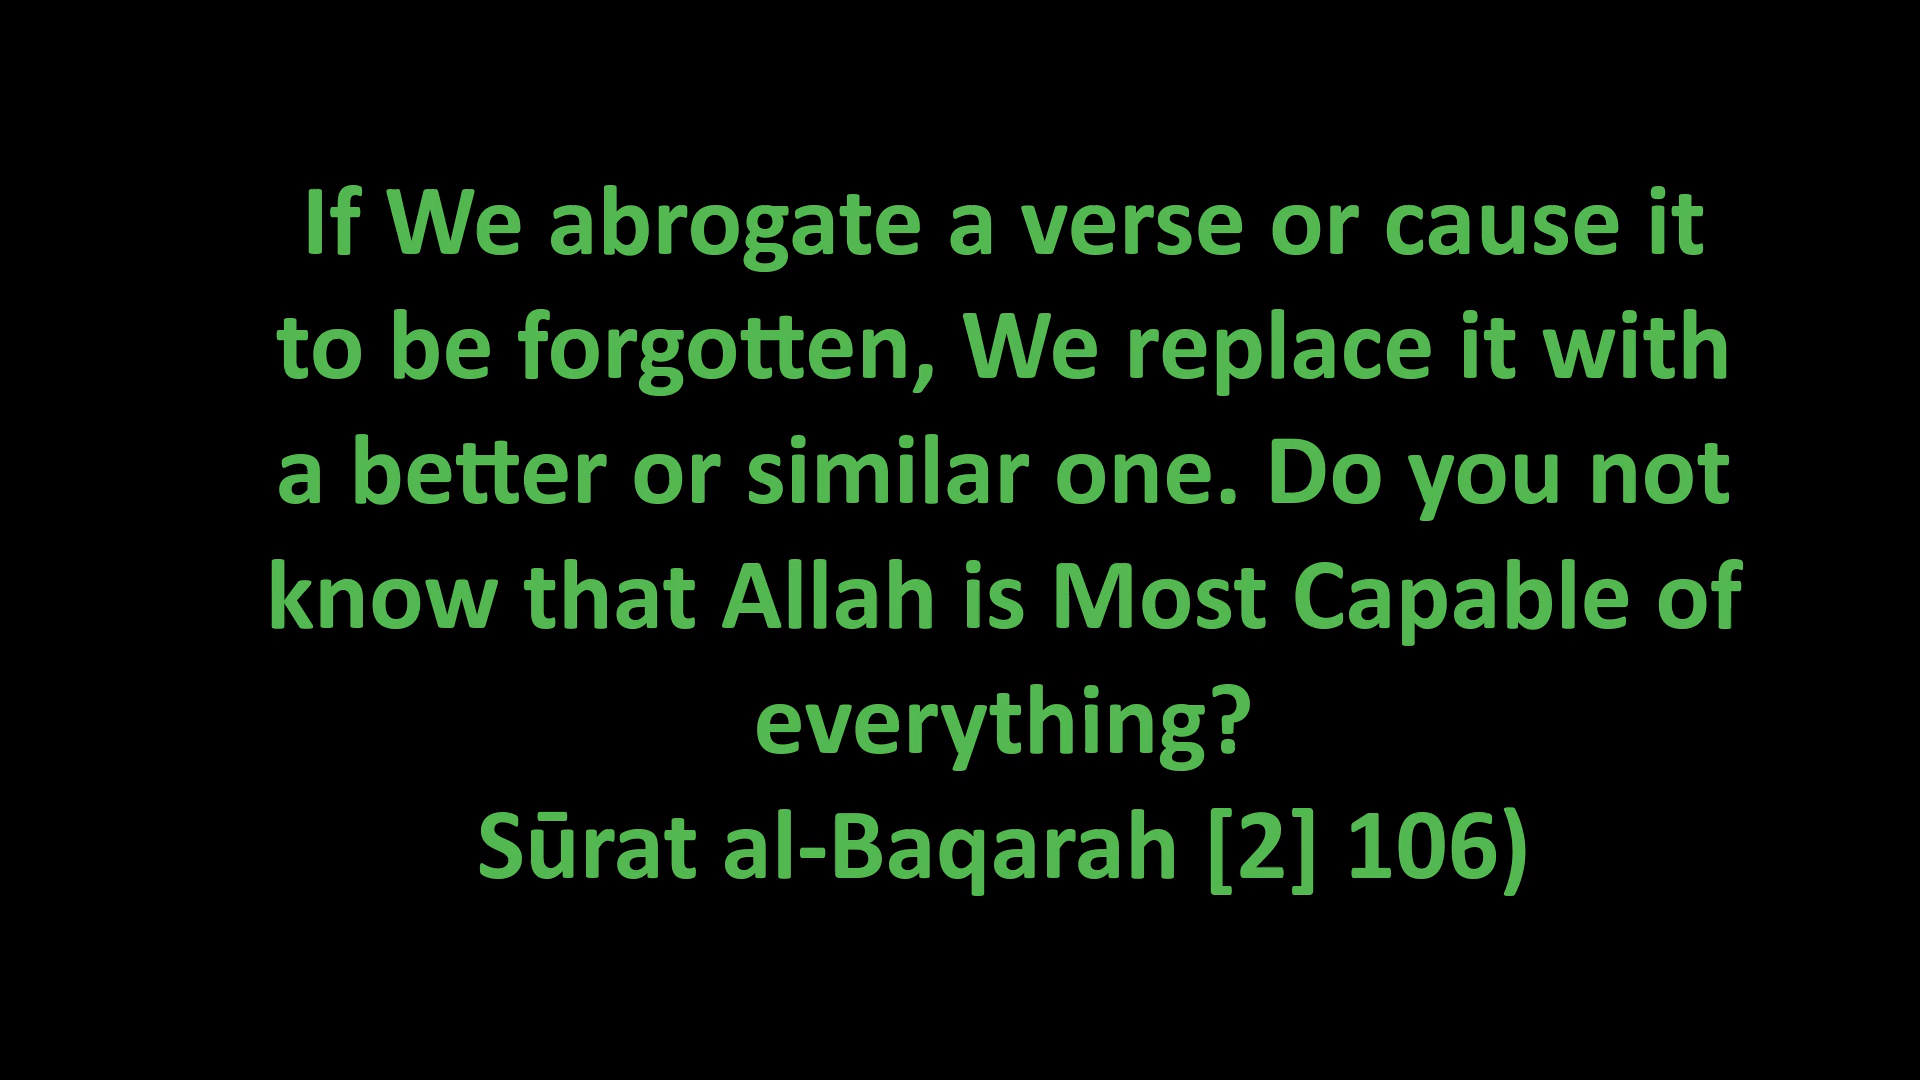 If We abrogate a verse or cause it
to be forgotten, We replace it with
a better or similar one. Do you not
know that Allah is Most Capable of
everything?
Sūrat al-Baqarah [2] 106)